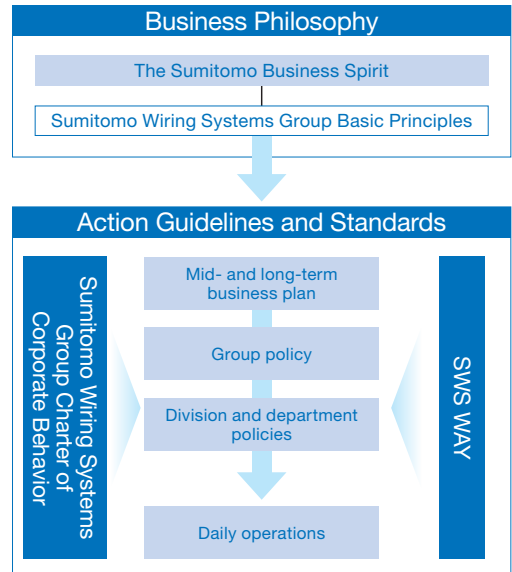 Business Philosophy
The Sumitomo Business Spirit
Sumitomo Wiring Systems Group Basic Principles
Action Guidelines and Standards
Sumitomo Wiring Systems
Group Charter of
Corporate Behavior
Mid- and long-term
business plan
Group policy
Division and department
policies
Daily operations
SWS WAY